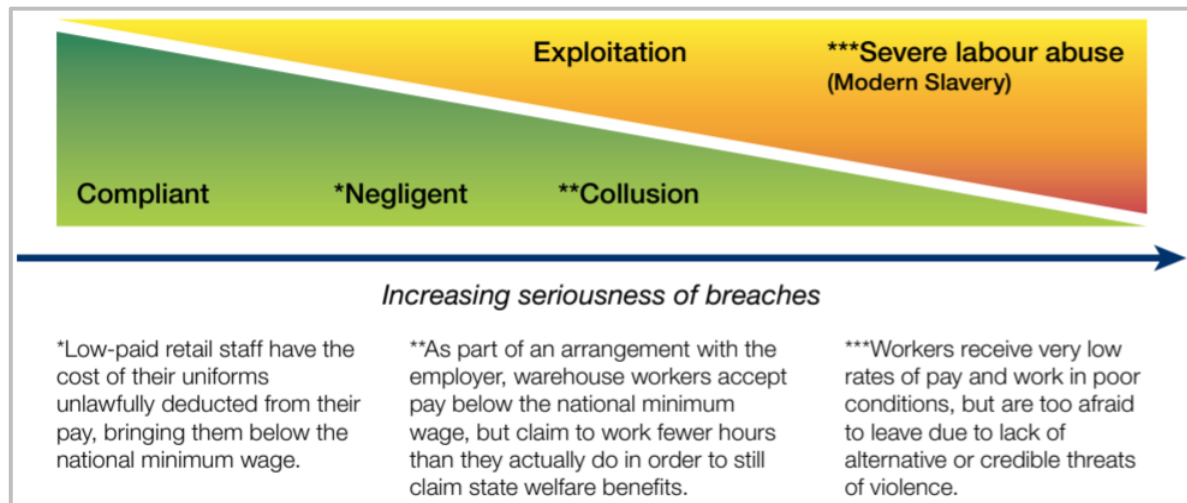 Exploitation
***Severe labour abuse
(Modern Slavery)
Compliant
*Negligent
**Collusion
Increasing seriousness of breaches
*Low-paid retail staff have the
cost of their uniforms
unlawfully deducted from their
pay, bringing them below the
national minimum wage.
**As part of an arrangement with the
employer, warehouse workers accept
pay below the national minimum
wage, but claim to work fewer hours
than they actually do in order to still
claim state welfare benefits.
***Workers receive very low
rates of pay and work in poor
conditions, but are too afraid
to leave due to lack of
alternative or credible threats
of violence.